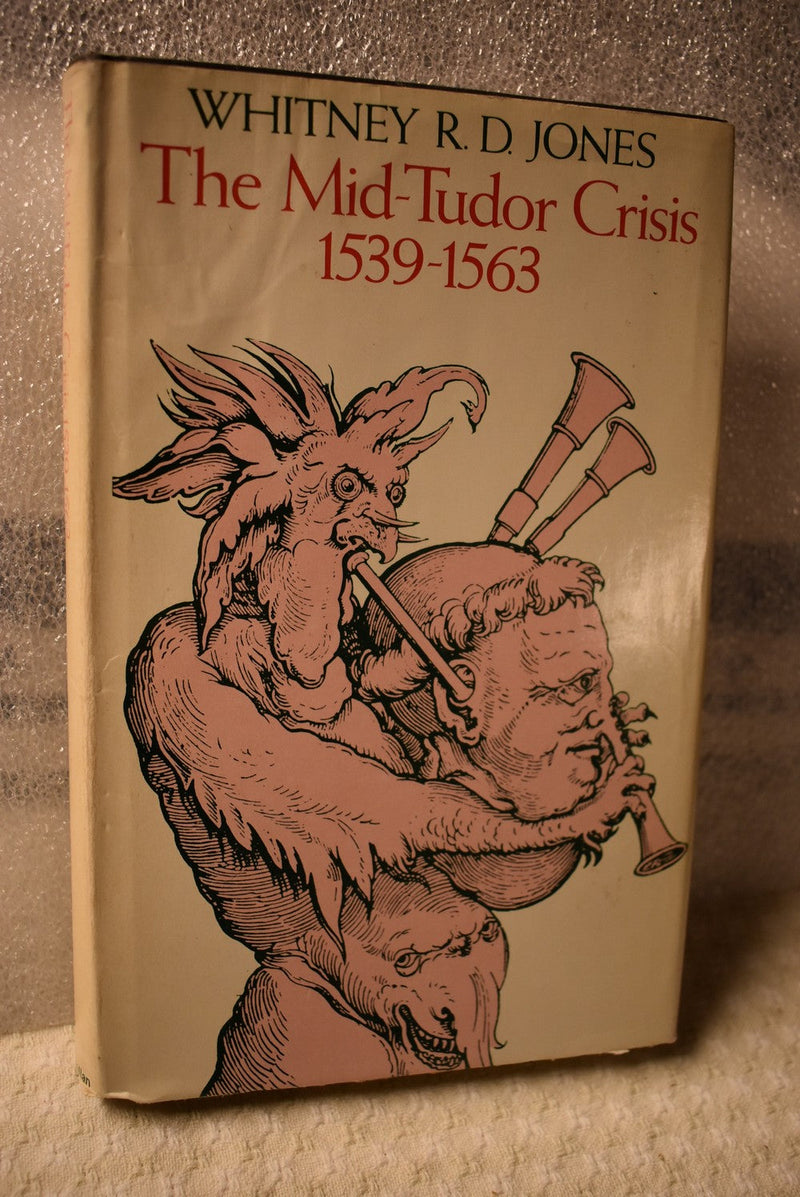 WHITNEY R. D. JONES
The Mid-Tudor Crisis
1539-1563